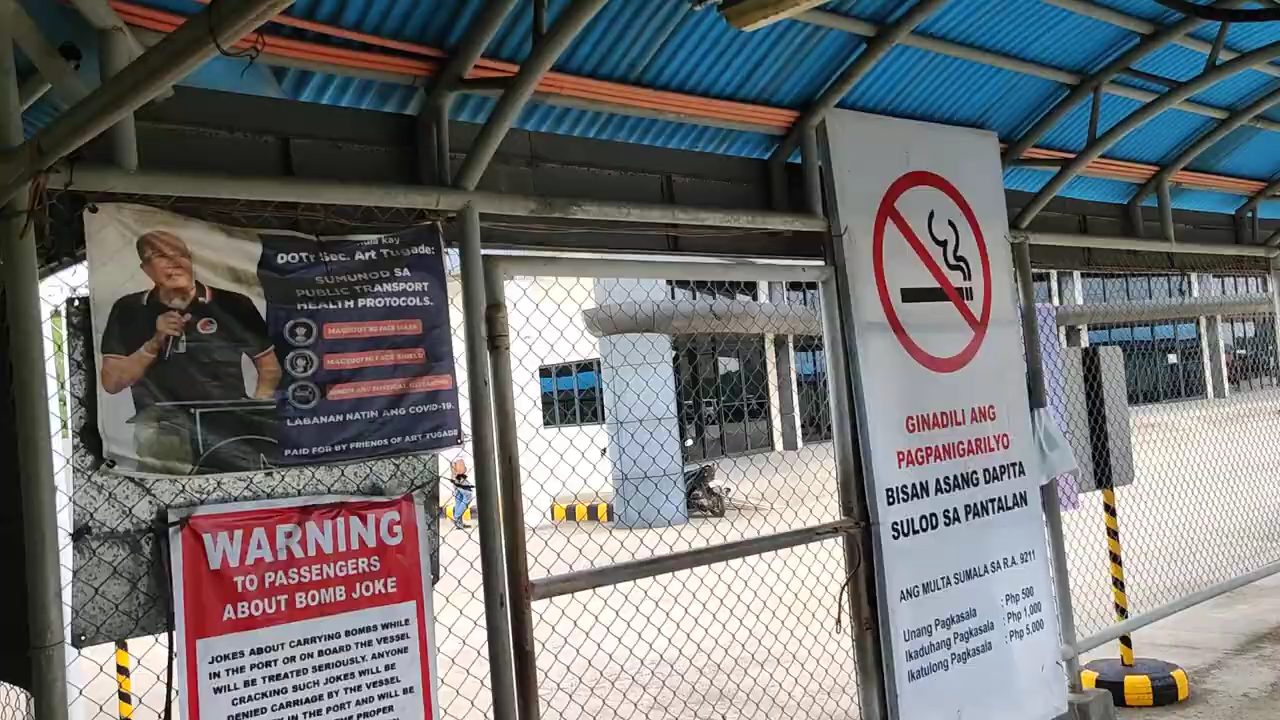 DOTr Sec. Art Tugade:
SUMUNOD SA
PUBLIC TRANSPORT
HEALTH PROTOCOLS.
MAGSUOT NG FACE MASK
MAGSUOT NG FACE SHIELD
LABANAN NATIN ANG COVID-19.
PAID FOR BY FRIENDS OF ART TUGADE
WARNING
TO PASSENGERS
ABOUT BOMB JOKE
JOKES ABOUT CARRYING BOMBS WHILE
IN THE PORT OR ON BOARD THE VESSEL
WILL BE TREATED SERIOUSLY. ANYONE
CRACKING SUCH JOKES WILL BE
DENIED CARRIAGE BY THE VESSEL
IN THE PORT AND WILL BE
PROPER
GINADILI ANG
PAGPANIGARILYO
BISAN ASANG DAPITA
SULOD SA PANTALAN
ANG MULTA SUMALA SA R.A. 9211
Unang Pagkasala : Php 500
Ikaduhang Pagkasala : Php 1,000
Ikatulong Pagkasala : Php 5,000